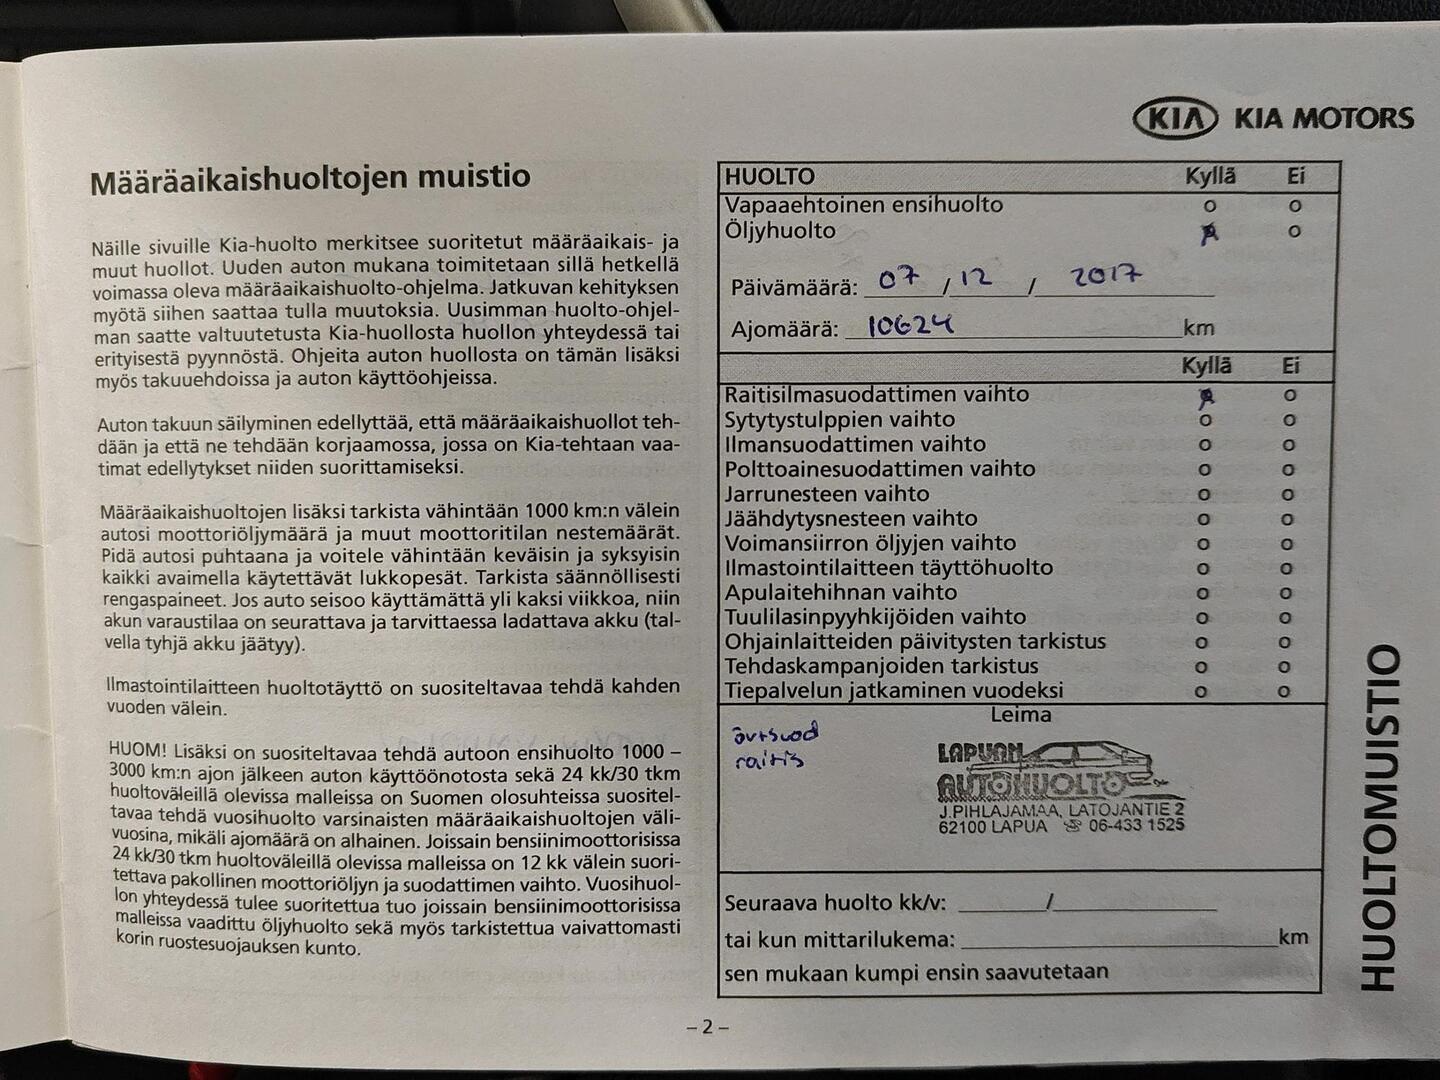 KIA KIA MOTORS
Määräaikaishuoltojen muistio
Näille sivuille Kia-huolto merkitsee suoritetut määräaikais- ja
muut huollot. Uuden auton mukana toimitetaan sillä hetkellä
voimassa oleva määräaikaishuolto-ohjelma. Jatkuvan kehityksen
myötä siihen saattaa tulla muutoksia. Uusimman huolto-ohjel-
man saatte valtuutetusta Kia-huollosta huollon yhteydessä tai
erityisestä pyynnöstä. Ohjeita auton huollosta on tämän lisäksi
myös takuuehdoissa ja auton käyttöohjeissa.
Auton takuun säilyminen edellyttää, että määräaikaishuollot teh-
dään ja että ne tehdään korjaamossa, jossa on Kia-tehtaan vaa-
timat edellytykset niiden suorittamiseksi.
Määräaikaishuoltojen lisäksi tarkista vähintään 1000 km:n välein
autosi moottoriöljymäärä ja muut moottoritilan nestemäärät.
Pidä autosi puhtaana ja voitele vähintään keväisin ja syksyisin
kaikki avaimella käytettävät lukkopesät. Tarkista säännöllisesti
rengaspaineet. Jos auto seisoo käyttämättä yli kaksi viikkoa, niin
akun varaustilaa on seurattava ja tarvittaessa ladattava akku (tal-
vella tyhjä akku jäätyy).
Ilmastointilaitteen huoltotäyttö on suositeltavaa tehdä kahden
vuoden välein.
HUOM! Lisäksi on suositeltavaa tehdä autoon ensihuolto 1000 –
3000 km:n ajon jälkeen auton käyttöönotosta sekä 24 kk/30 tkm
huoltoväleillä olevissa malleissa on Suomen olosuhteissa suositel-
tavaa tehdä vuosihuolto varsinaisten määräaikaishuoltojen väli-
vuosina, mikäli ajomäärä on alhainen. Joissain bensiinimoottorisissa
24 kk/30 tkm huoltoväleillä olevissa malleissa on 12 kk välein suori-
tettava pakollinen moottoriöljyn ja suodattimen vaihto. Vuosihuol-
lon yhteydessä tulee suoritettua tuo joissain bensiinimoottorisissa
malleissa vaadittu öljyhuolto sekä myös tarkistettua vaivattomasti
korin ruostesuojauksen kunto.
HUOLTO Kyllä Ei
Vapaaehtoinen ensihuolto o o
Öljyhuolto o
Päivämäärä: 07 / 12 / 2017
Ajomäärä: 10624 km
Kyllä Ei
Raitisilmasuodattimen vaihto o
Sytytystulppien vaihto o o
Ilmansuodattimen vaihto o o
Polttoainesuodattimen vaihto o o
Jarrunesteen vaihto o o
Jäähdytysnesteen vaihto o o
Voimansiirron öljyjen vaihto o o
Ilmastointilaitteen täyttöhuolto o o
Apulaitehihnan vaihto o o
Tuulilasinpyyhkijöiden vaihto o o
Ohjainlaitteiden päivitysten tarkistus o o
Tehdaskampanjoiden tarkistus o o
Tiepalvelun jatkaminen vuodeksi o o
Leima
raitis
LAPUAN
AUTOHUOLTO
J.PIHLAJAMAA, LATOJANTIE 2
62100 LAPUA ☏ 06-433 1525
Seuraava huolto kk/v: /
tai kun mittarilukema: km
sen mukaan kumpi ensin saavutetaan
HUOLTOMUISTIO
– 2 –